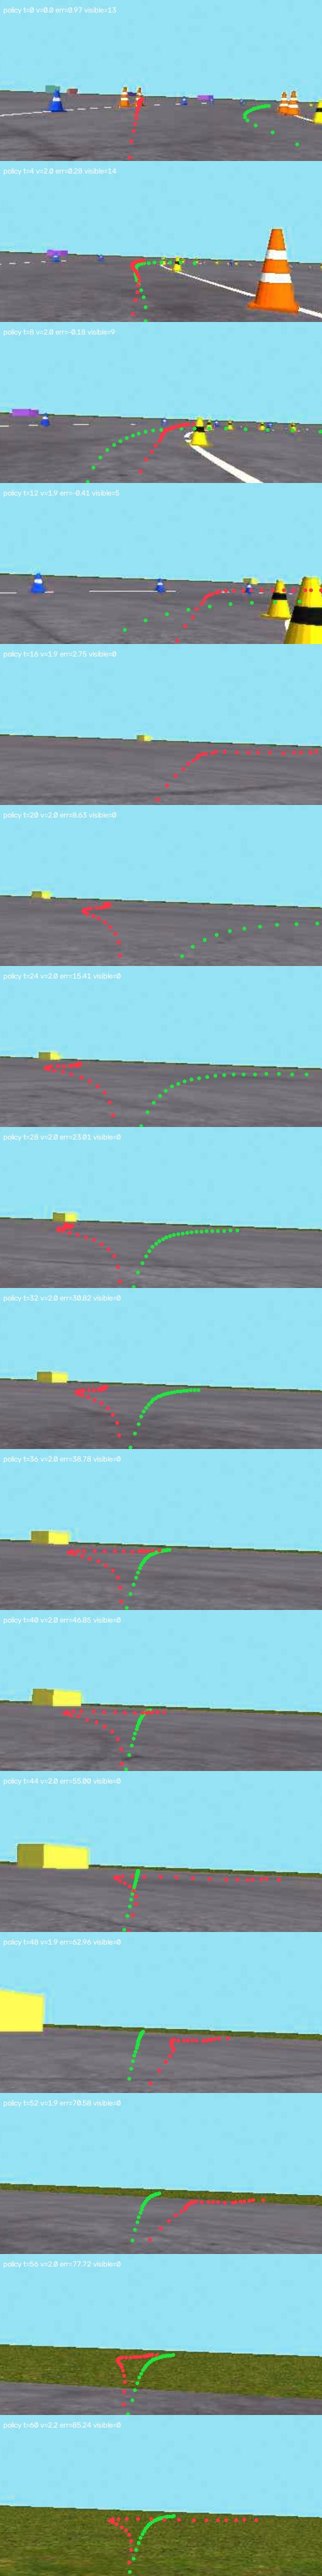 policy t=0 v=0.0 err=0.97 visible=13
policy t=4 v=2.0 err=0.28 visible=14
policy t=8 v=2.0 err=-0.18 visible=9
policy t=12 v=1.9 err=-0.41 visible=5
policy t=16 v=1.9 err=2.75 visible=0
policy t=20 v=2.0 err=8.63 visible=0
policy t=24 v=2.0 err=15.41 visible=0
policy t=28 v=2.0 err=23.01 visible=0
policy t=32 v=2.0 err=30.82 visible=0
policy t=36 v=2.0 err=38.78 visible=0
policy t=40 v=2.0 err=46.85 visible=0
policy t=44 v=2.0 err=55.00 visible=0
policy t=48 v=1.9 err=62.96 visible=0
policy t=52 v=1.9 err=70.58 visible=0
policy t=56 v=2.0 err=77.72 visible=0
policy t=60 v=2.2 err=85.24 visible=0